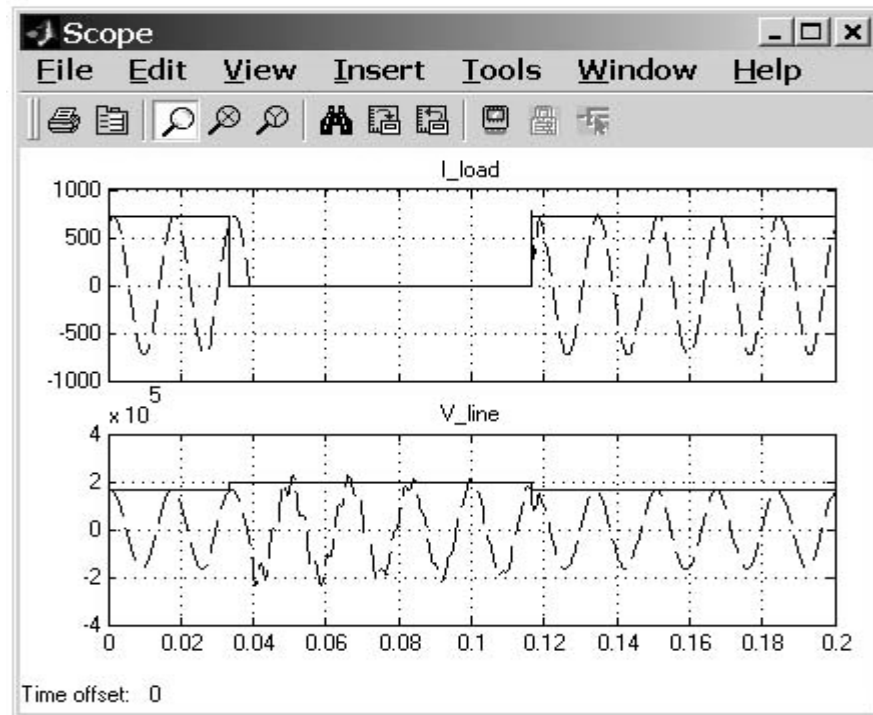 Scope
File Edit View Insert Tools Window Help
I_load
1000
500
0
-500
-1000
x 10 5
V_line
4
2
0
-2
-4
0 0.02 0.04 0.06 0.08 0.1 0.12 0.14 0.16 0.18 0.2
Time offset: 0